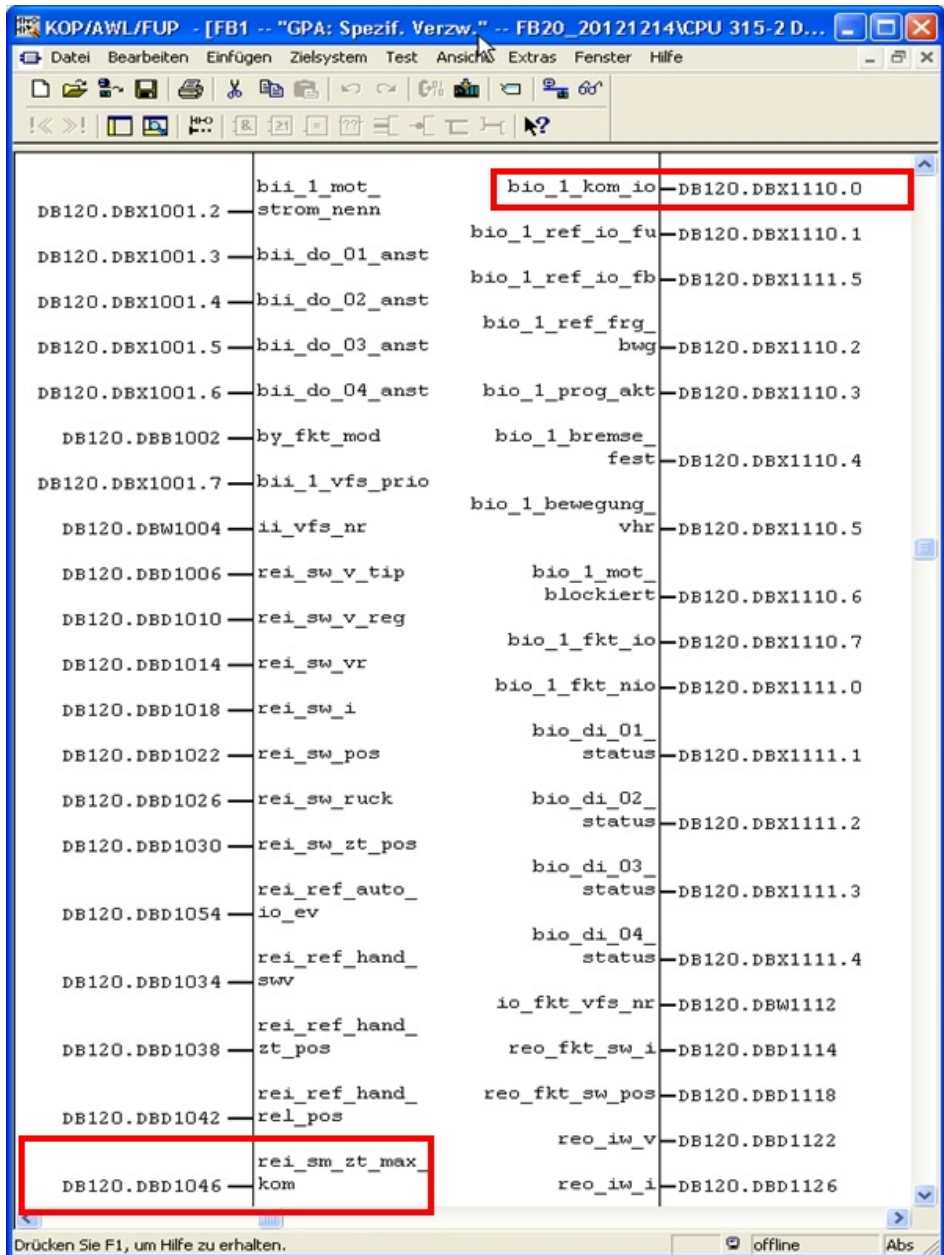 KOP/AWL/FUP - [FB1 -- "GPA: Spezif. Verzw." -- FB20_20121214\CPU 315-2 D...
Datei Bearbeiten Einfügen Zielsystem Test Ansicht Extras Fenster Hilfe
bii_1_mot_
DB120.DBX1001.2 strom_nenn
DB120.DBX1001.3 bii_do_01_anst
DB120.DBX1001.4 bii_do_02_anst
DB120.DBX1001.5 bii_do_03_anst
DB120.DBX1001.6 bii_do_04_anst
DB120.DBB1002 by_fkt_mod
DB120.DBX1001.7 bii_1_vfs_prio
DB120.DBW1004 ii_vfs_nr
DB120.DBD1006 rei_sw_v_tip
DB120.DBD1010 rei_sw_v_reg
DB120.DBD1014 rei_sw_vr
DB120.DBD1018 rei_sw_i
DB120.DBD1022 rei_sw_pos
DB120.DBD1026 rei_sw_ruck
DB120.DBD1030 rei_sw_zt_pos
rei_ref_auto_
DB120.DBD1054 io_ev
rei_ref_hand_
DB120.DBD1034 swv
rei_ref_hand_
DB120.DBD1038 zt_pos
rei_ref_hand_
DB120.DBD1042 rel_pos
rei_sm_zt_max_
DB120.DBD1046 kom
bio_1_kom_io DB120.DBX1110.0
bio_1_ref_io_fu DB120.DBX1110.1
bio_1_ref_io_fb DB120.DBX1111.5
bio_1_ref_frg_
bwg DB120.DBX1110.2
bio_1_prog_akt DB120.DBX1110.3
bio_1_bremse_
fest DB120.DBX1110.4
bio_1_bewegung_
vhr DB120.DBX1110.5
bio_1_mot_
blockiert DB120.DBX1110.6
bio_1_fkt_io DB120.DBX1110.7
bio_1_fkt_nio DB120.DBX1111.0
bio_di_01_
status DB120.DBX1111.1
bio_di_02_
status DB120.DBX1111.2
bio_di_03_
status DB120.DBX1111.3
bio_di_04_
status DB120.DBX1111.4
io_fkt_vfs_nr DB120.DBW1112
reo_fkt_sw_i DB120.DBD1114
reo_fkt_sw_pos DB120.DBD1118
reo_iw_v DB120.DBD1122
reo_iw_i DB120.DBD1126
Drücken Sie F1, um Hilfe zu erhalten. offline Abs